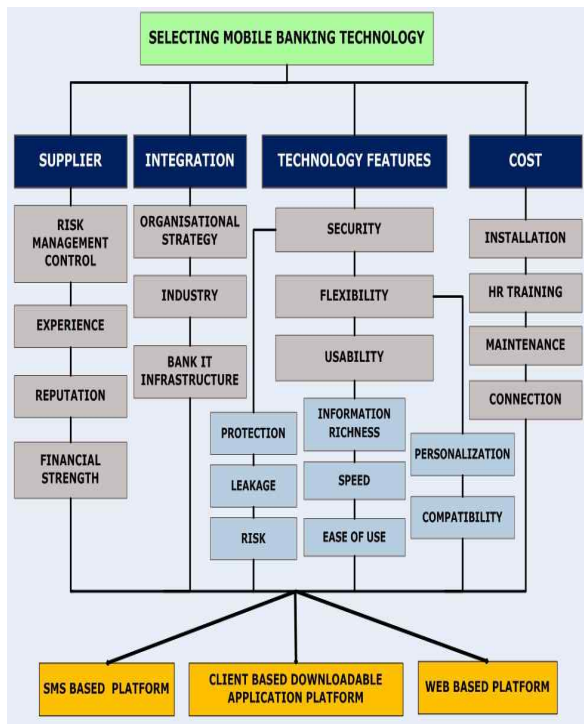 SELECTING MOBILE BANKING TECHNOLOGY
SUPPLIER
INTEGRATION
TECHNOLOGY FEATURES
COST
RISK
MANAGEMENT
CONTROL
EXPERIENCE
REPUTATION
FINANCIAL
STRENGTH
ORGANISATIONAL
STRATEGY
INDUSTRY
BANK IT
INFRASTRUCTURE
SECURITY
FLEXIBILITY
USABILITY
PROTECTION
LEAKAGE
RISK
INFORMATION
RICHNESS
SPEED
EASE OF USE
PERSONALIZATION
COMPATIBILITY
INSTALLATION
HR TRAINING
MAINTENANCE
CONNECTION
SMS BASED PLATFORM
CLIENT BASED DOWNLOADABLE
APPLICATION PLATFORM
WEB BASED PLATFORM